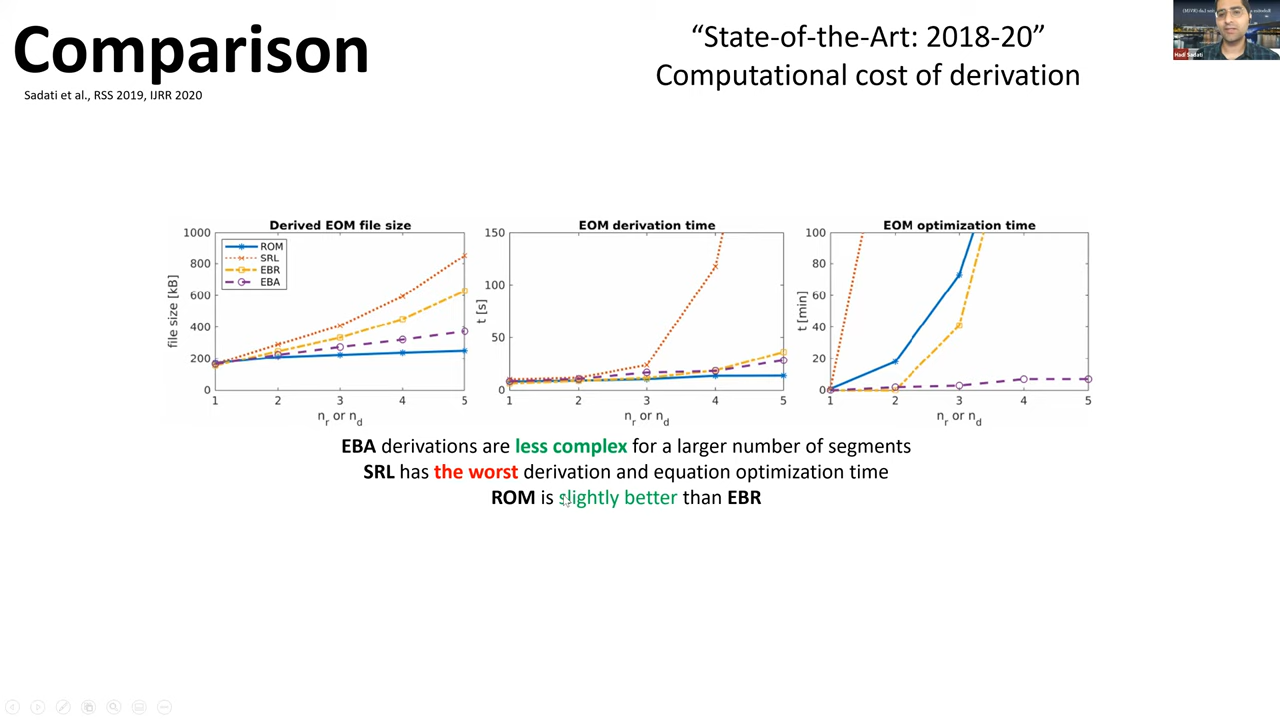 Comparison
Sadati et al., RSS 2019, IJRR 2020
“State-of-the-Art: 2018-20”
Computational cost of derivation
Hadi Sadati
Derived EOM file size
1000
800
600
400
200
0
file size [kB]
ROM
SRL
EBR
EBA
1 2 3 4 5
n_r or n_d
EOM derivation time
150
100
50
0
t [s]
1 2 3 4 5
n_r or n_d
EOM optimization time
100
80
60
40
20
0
t [min]
1 2 3 4 5
n_r or n_d
EBA derivations are less complex for a larger number of segments
SRL has the worst derivation and equation optimization time
ROM is slightly better than EBR